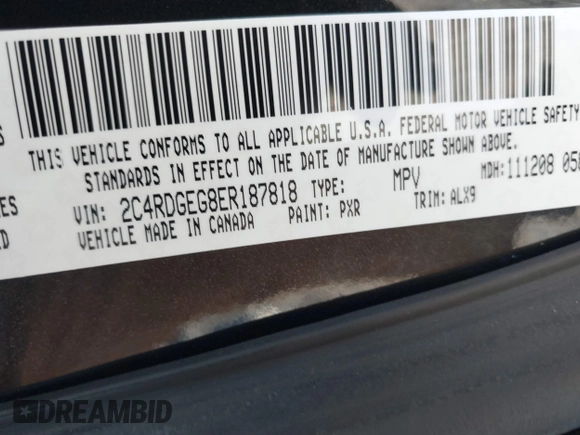 THIS VEHICLE CONFORMS TO ALL APPLICABLE U.S.A. FEDERAL MOTOR VEHICLE SAFETY
STANDARDS IN EFFECT ON THE DATE OF MANUFACTURE SHOWN ABOVE.
VIN: 2C4RDGEG8ER187818 TYPE: MPV MDH: 111208
VEHICLE MADE IN CANADA PAINT: PXR TRIM: ALX9
DREAMBID